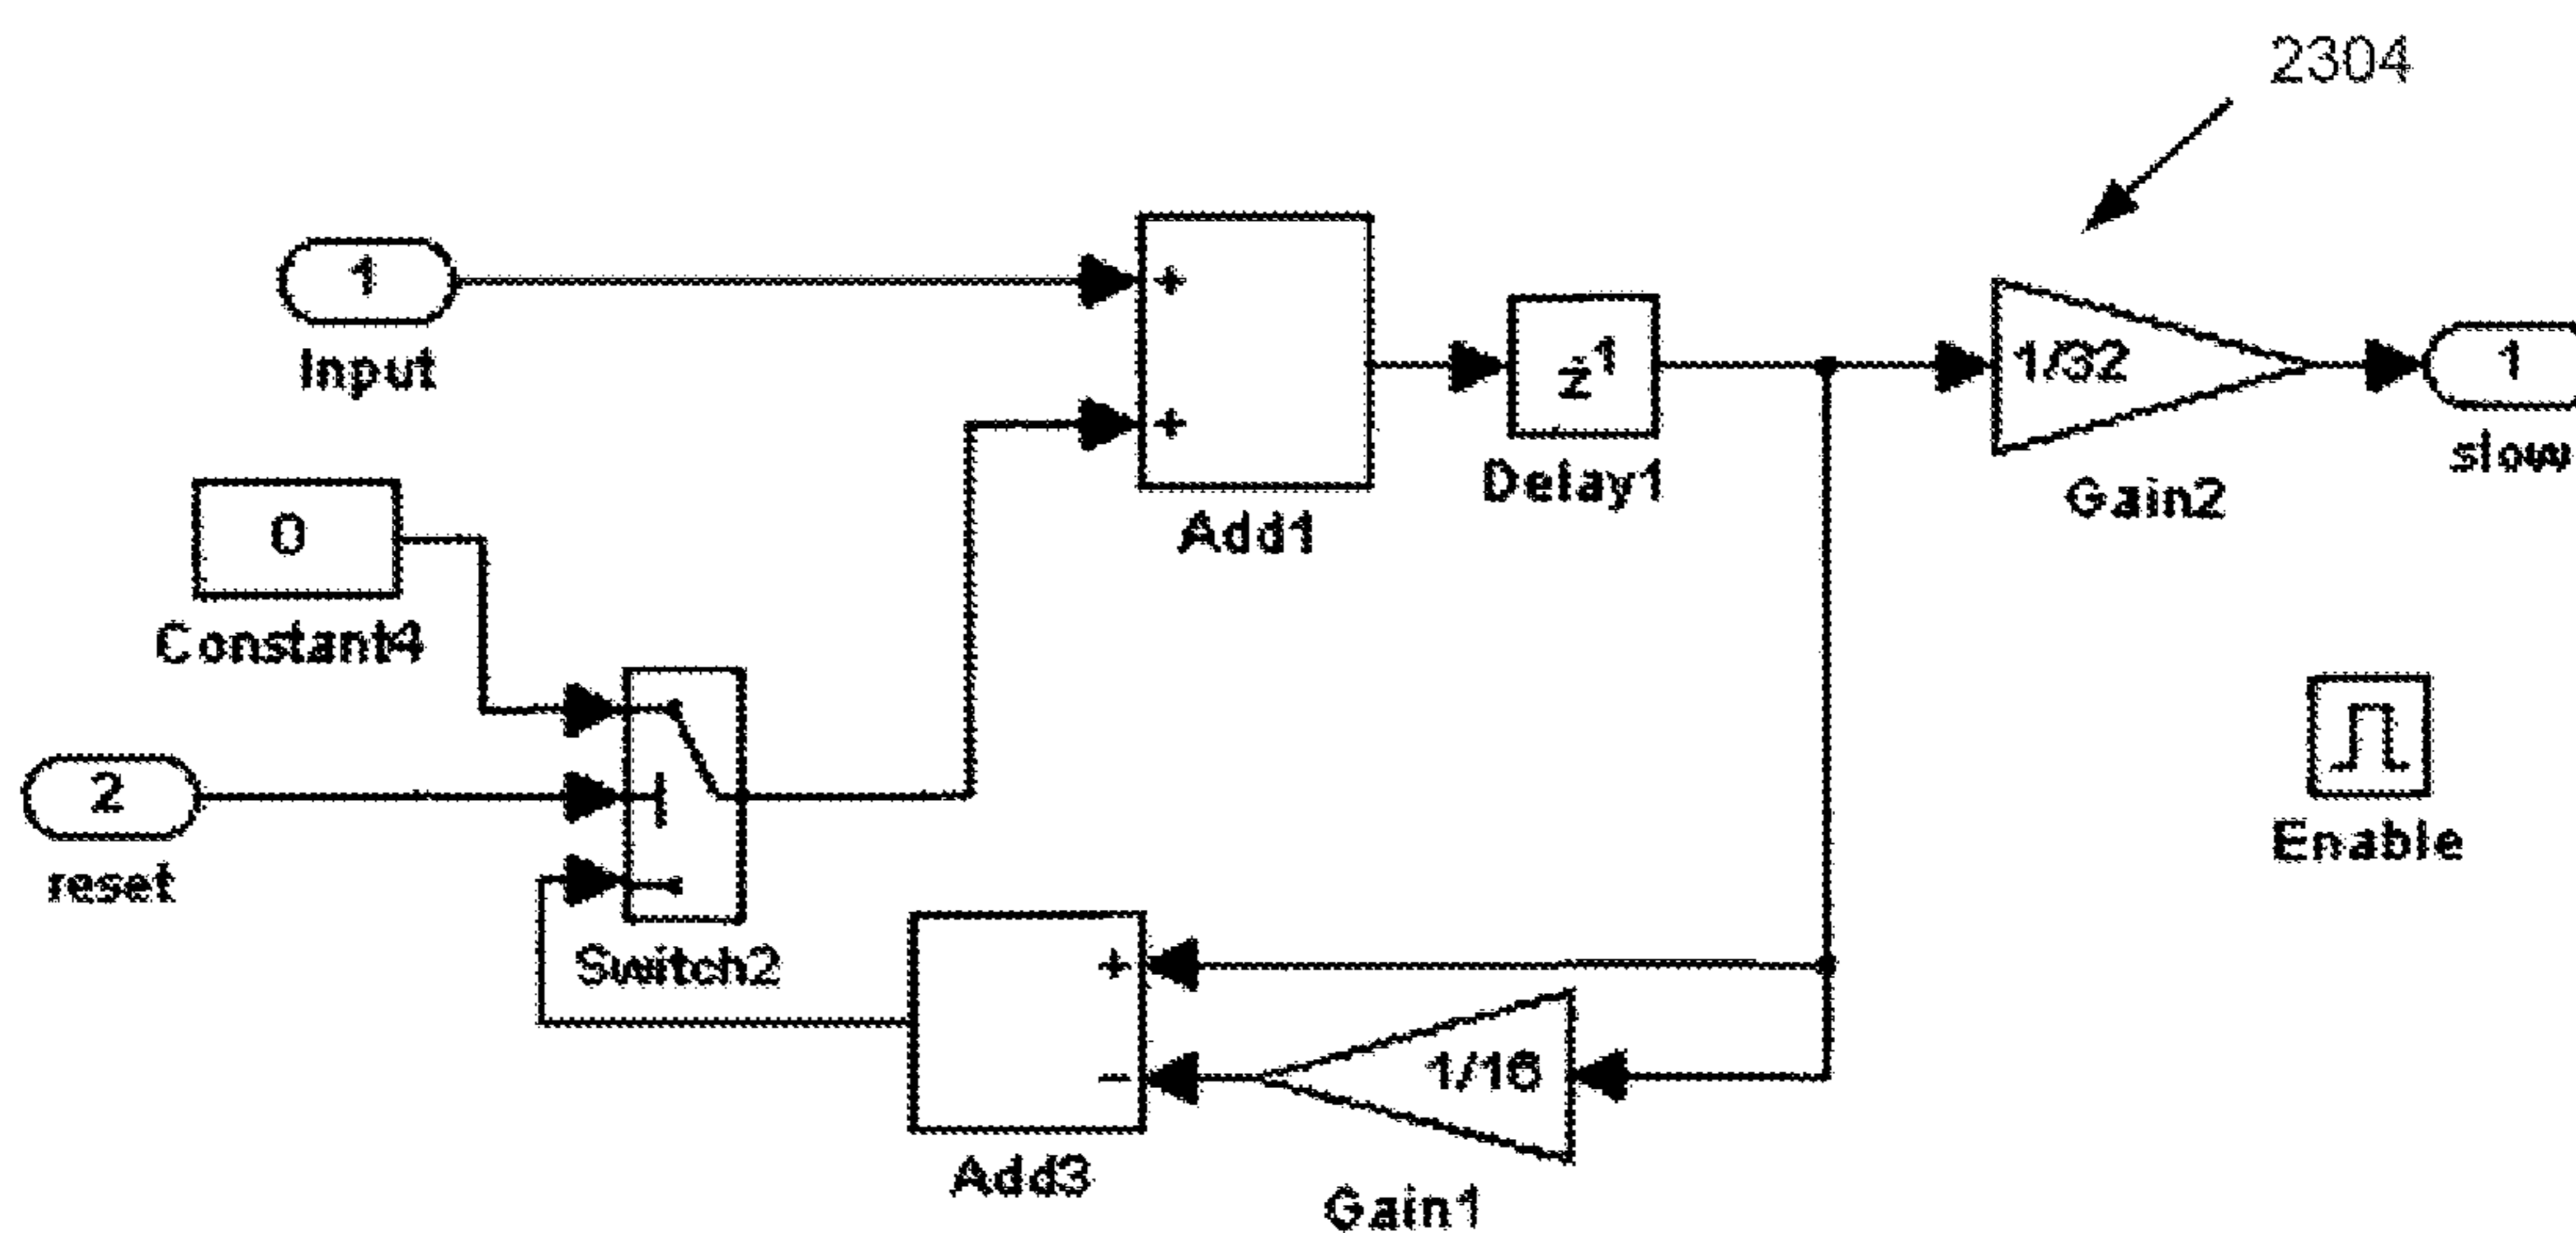 2304
1
Input
+
+
Add1
z-1
Delay1
1/32
Gain2
1
slow
0
Constant4
2
reset
Switch2
Enable
+
-
Add3
1/16
Gain1